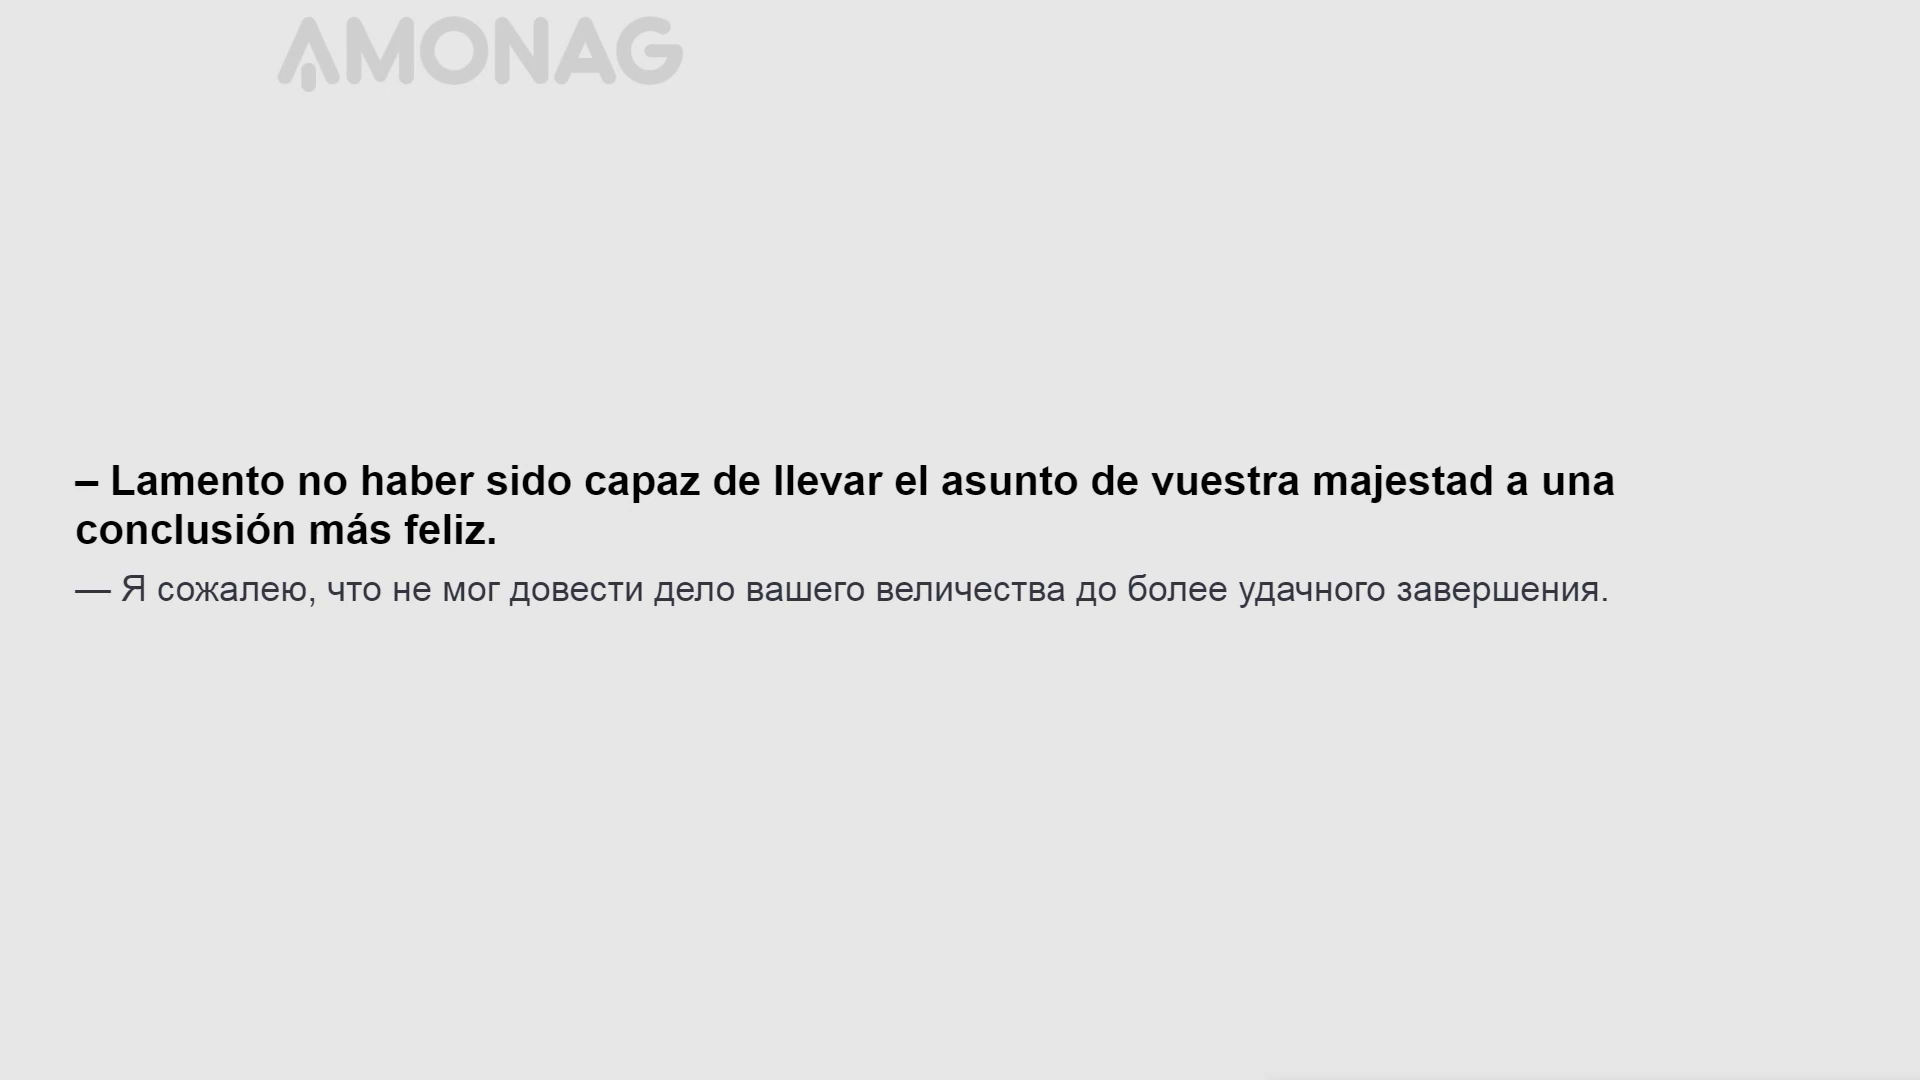 AMONAG
– Lamento no haber sido capaz de llevar el asunto de vuestra majestad a una
conclusión más feliz.
— Я сожалею, что не мог довести дело вашего величества до более удачного завершения.